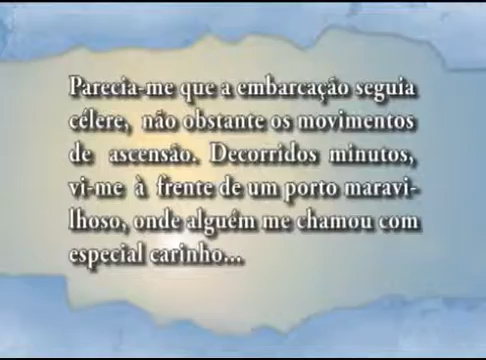 Parecia-me que a embarcação seguia
célere, não obstante os movimentos
de ascensão. Decorridos minutos,
vi-me à frente de um porto maravi-
lhoso, onde alguém me chamou com
especial carinho...